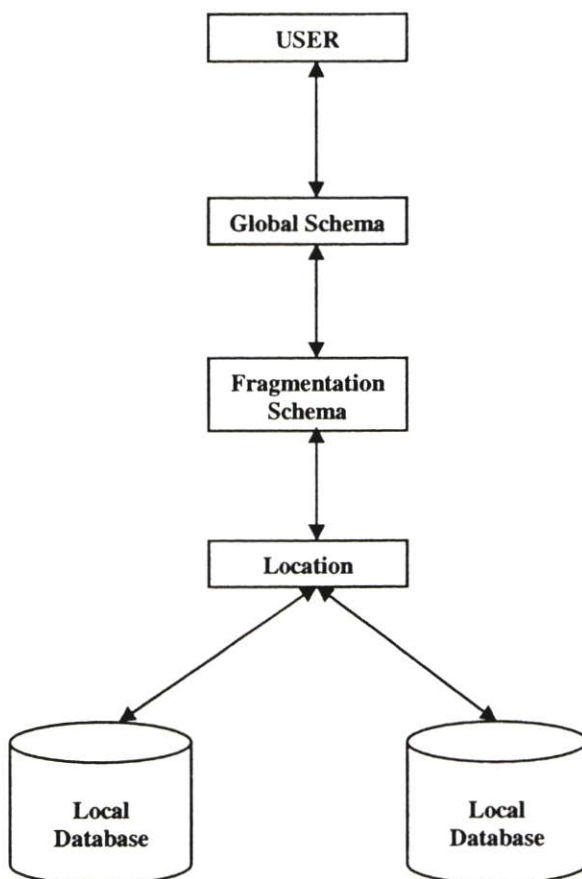 USER
Global Schema
Fragmentation
Schema
Location
Local
Database
Local
Database